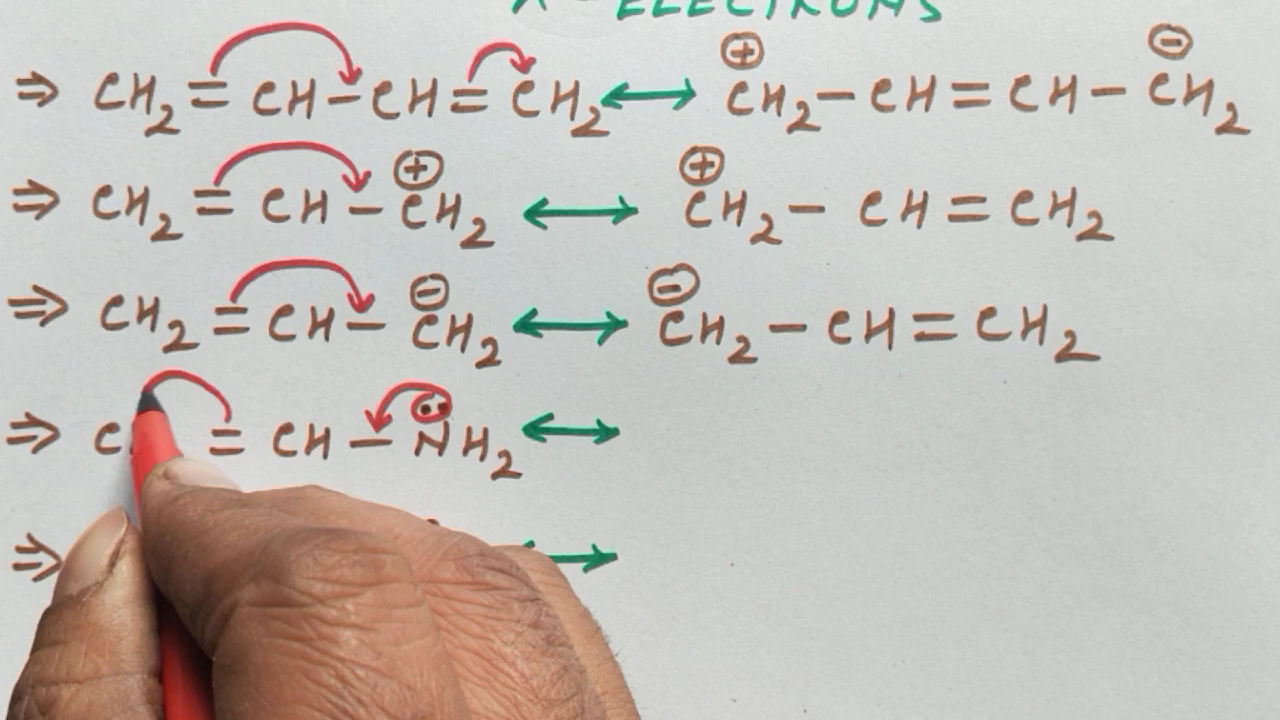 π - ELECTRONS
⇒ CH₂ = CH - CH = CH₂ ↔ ⊕CH₂ - CH = CH - ⊖CH₂
⇒ CH₂ = CH - ⊕CH₂ ↔ ⊕CH₂ - CH = CH₂
⇒ CH₂ = CH - ⊖CH₂ ↔ ⊖CH₂ - CH = CH₂
⇒ C = CH - N̈H₂ ↔
⇒ ↔